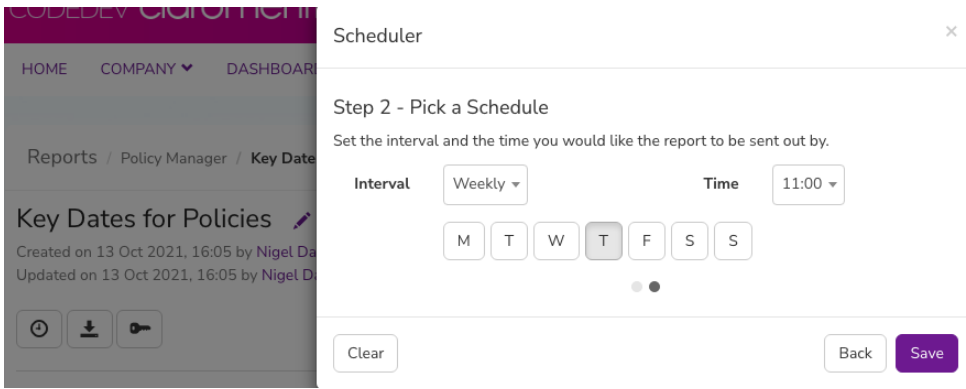 CODEDEV
Scheduler
×
HOME COMPANY
Step 2 - Pick a Schedule
Set the interval and the time you would like the report to be sent out by.
Reports / Policy Manager / Key Date
Interval Weekly Time 11:00
Key Dates for Policies
M T W T F S S
Created on 13 Oct 2021, 16:05 by Nigel Da
Updated on 13 Oct 2021, 16:05 by Nigel D
Clear Back Save